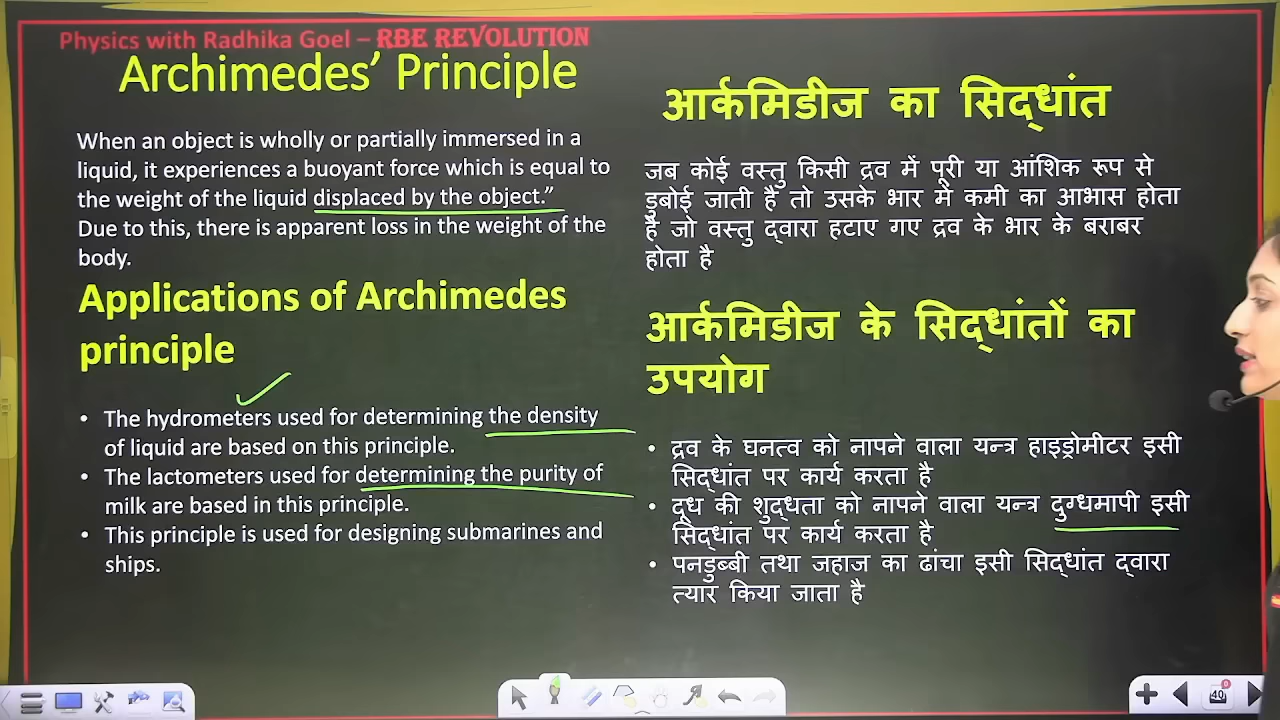 Physics with Radhika Goel – RBE REVOLUTION
Archimedes’ Principle
When an object is wholly or partially immersed in a
liquid, it experiences a buoyant force which is equal to
the weight of the liquid displaced by the object.”
Due to this, there is apparent loss in the weight of the
body.
Applications of Archimedes
principle
• The hydrometers used for determining the density
of liquid are based on this principle.
• The lactometers used for determining the purity of
milk are based in this principle.
• This principle is used for designing submarines and
ships.
आर्कमिडीज का सिद्धांत
जब कोई वस्तु किसी द्रव में पूरी या आंशिक रूप से
डुबोई जाती है तो उसके भार में कमी का आभास होता
है जो वस्तु द्वारा हटाए गए द्रव के भार के बराबर
होता है
आर्कमिडीज के सिद्धांतों का
उपयोग
• द्रव के घनत्व को नापने वाला यन्त्र हाइड्रोमीटर इसी
सिद्धांत पर कार्य करता है
• दूध की शुद्धता को नापने वाला यन्त्र दुग्धमापी इसी
सिद्धांत पर कार्य करता है
• पनडुब्बी तथा जहाज का ढांचा इसी सिद्धांत द्वारा
त्यार किया जाता है
40